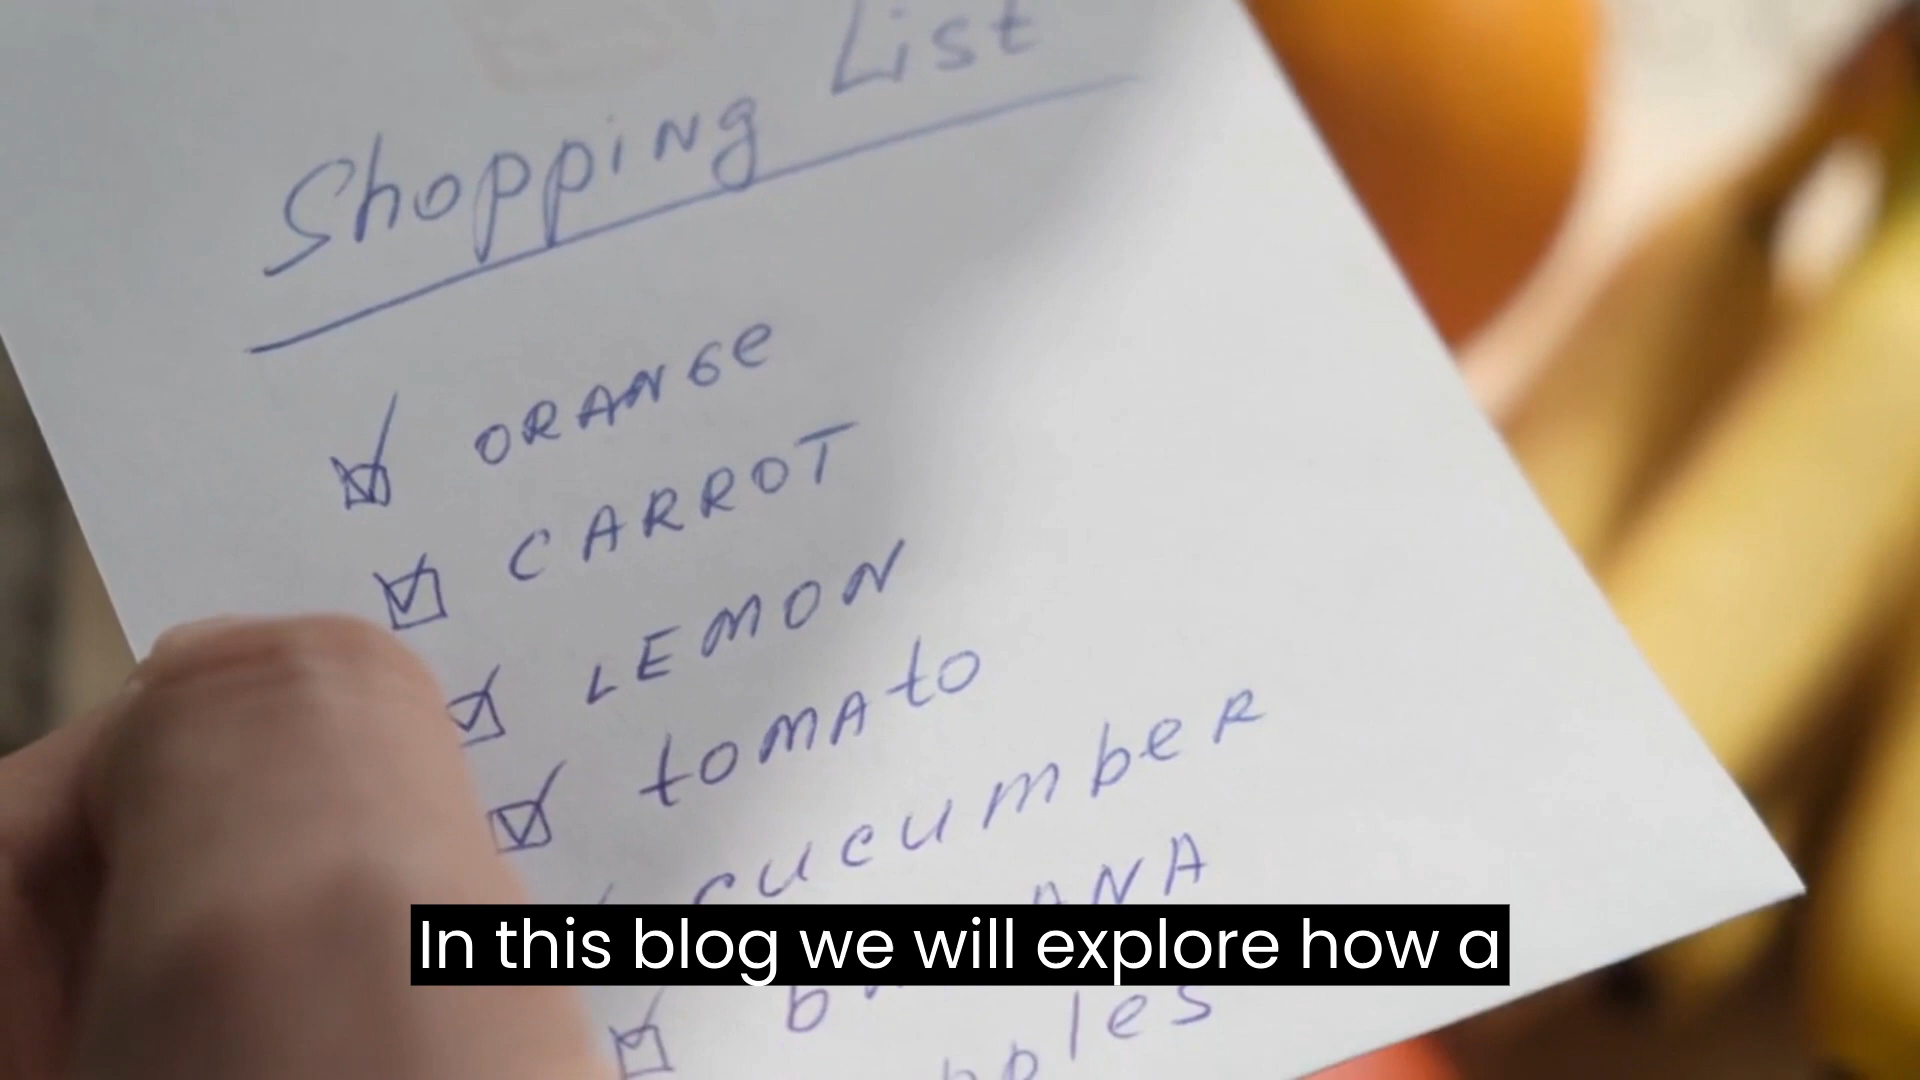 Shopping List
ORANGe
CARROT
LEMON
toMAto
cucumbeR
In this blog we will explore how a